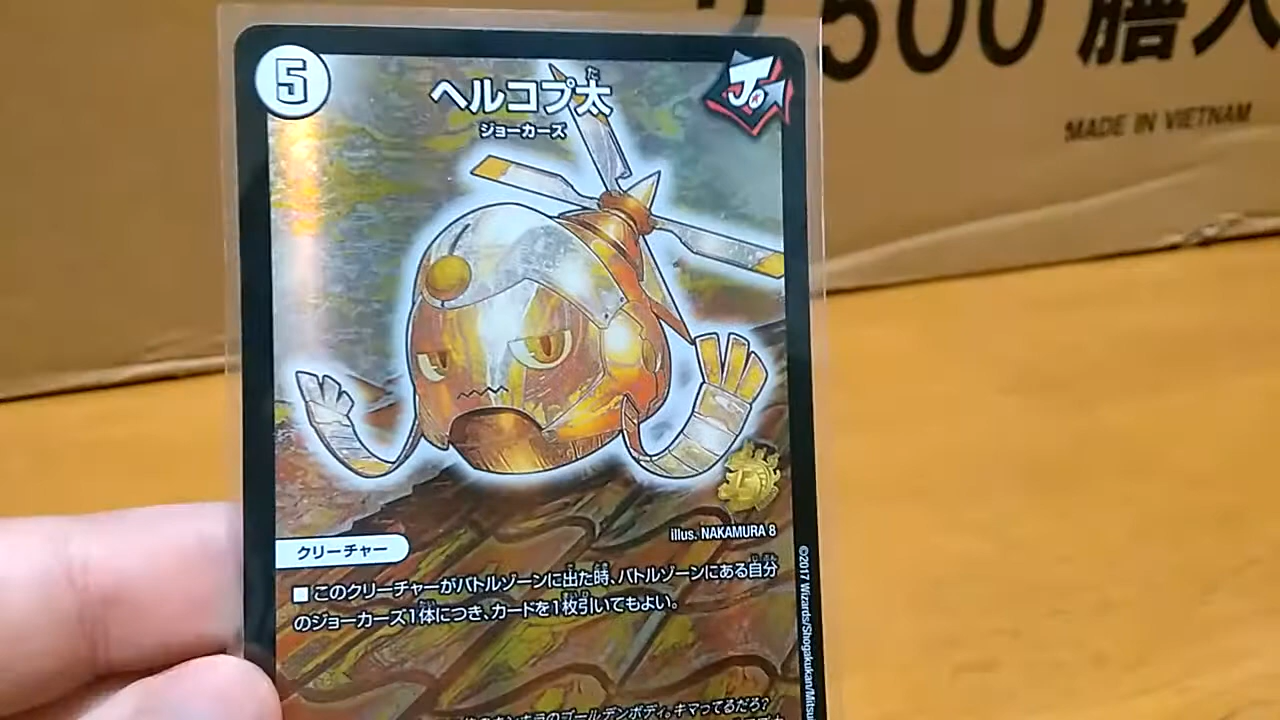 7,500 膳入
MADE IN VIETNAM
5
ヘルコプ太
た
ジョーカーズ
J
illus. NAKAMURA 8
クリーチャー
■このクリーチャーがバトルゾーンに出た時、バトルゾーンにある自分
のジョーカーズ1体につき、カードを1枚引いてもよい。
のゴールデンボディ。キマってるだろ?
©2017 Wizards/Shogakukan/Mitsu